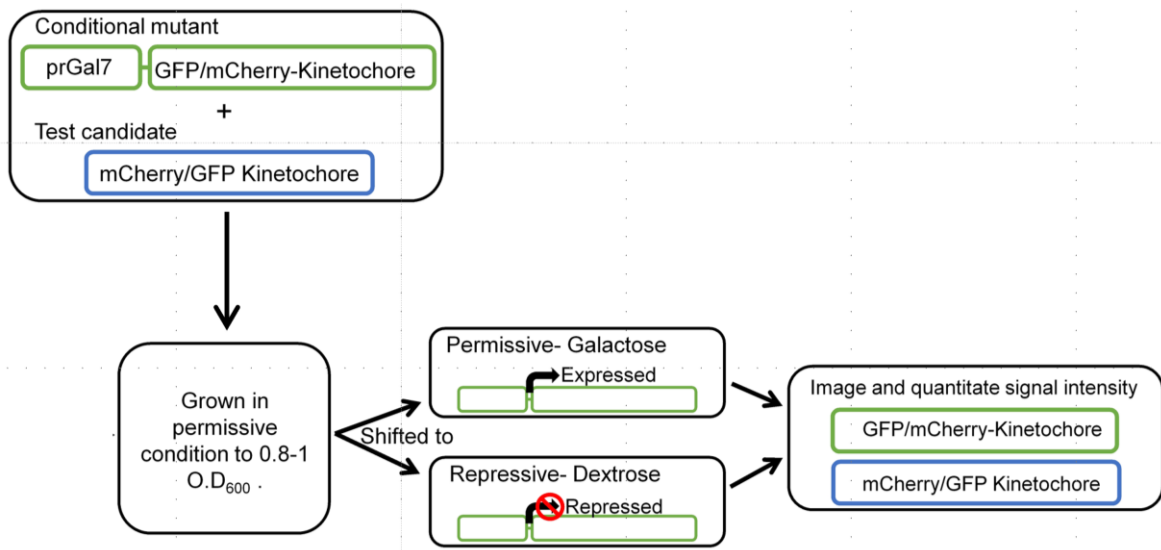 Conditional mutant
prGal7
GFP/mCherry-Kinetochore
+
Test candidate
mCherry/GFP Kinetochore
Grown in
permissive
condition to 0.8-1
O.D600 .
Shifted to
Permissive- Galactose
Expressed
Repressive- Dextrose
Repressed
Image and quantitate signal intensity
GFP/mCherry-Kinetochore
mCherry/GFP Kinetochore